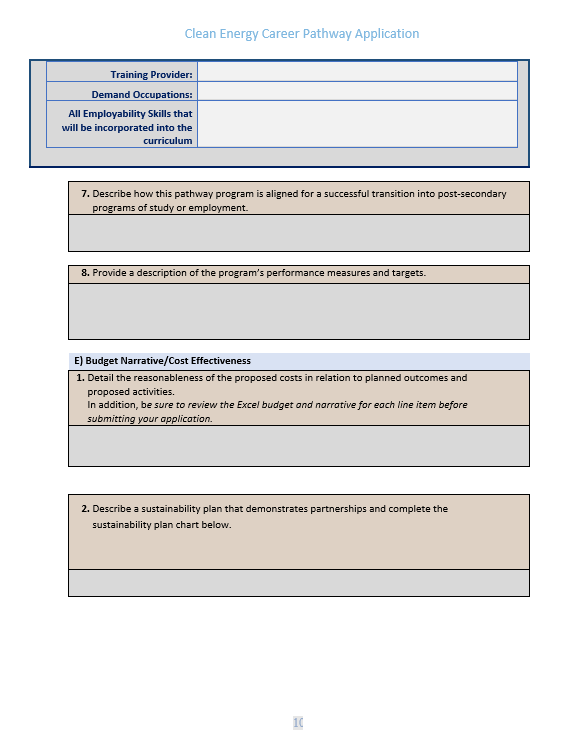 Clean Energy Career Pathway Application
Training Provider:
Demand Occupations:
All Employability Skills that
will be incorporated into the
curriculum
7. Describe how this pathway program is aligned for a successful transition into post-secondary
programs of study or employment.
8. Provide a description of the program's performance measures and targets.
E) Budget Narrative/Cost Effectiveness
1. Detail the reasonableness of the proposed costs in relation to planned outcomes and
proposed activities.
In addition, be sure to review the Excel budget and narrative for each line item before
submitting your application.
2. Describe a sustainability plan that demonstrates partnerships and complete the
sustainability plan chart below.
10